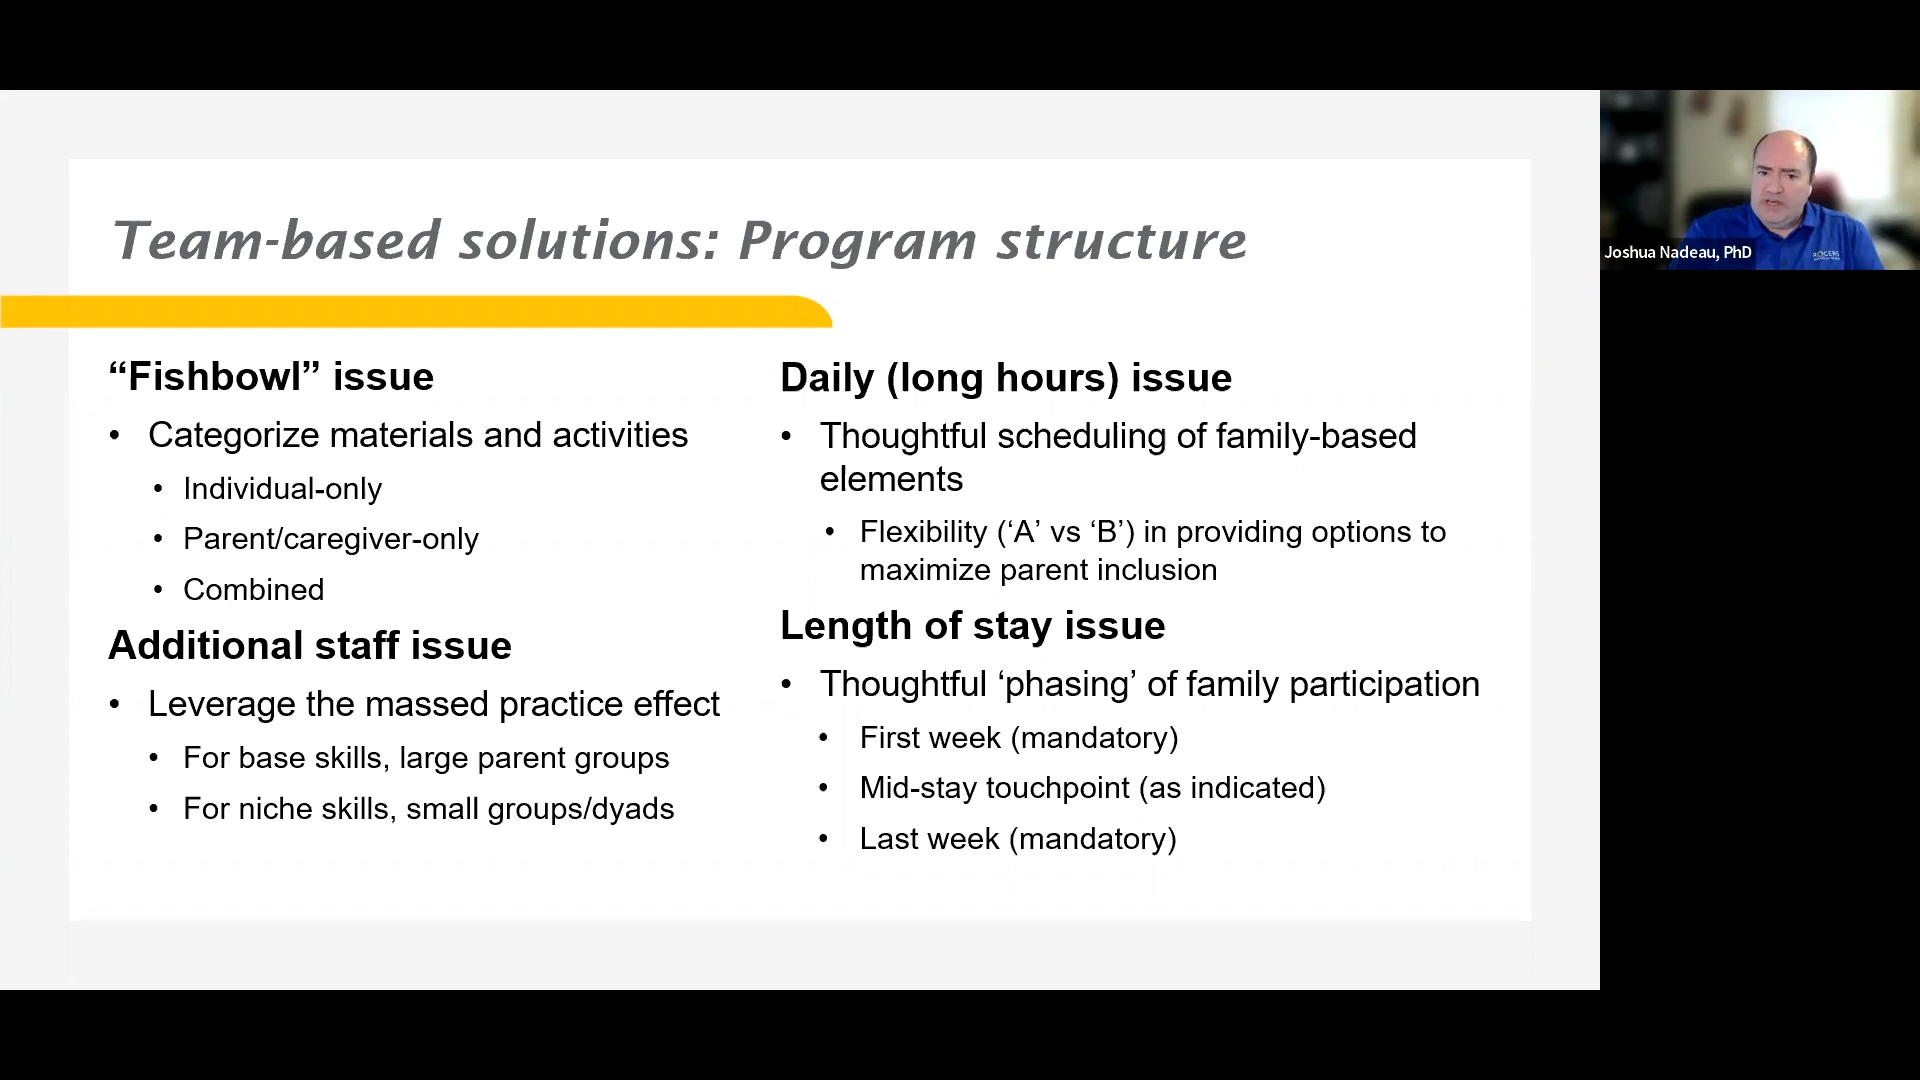 Team-based solutions: Program structure
“Fishbowl” issue
• Categorize materials and activities
• Individual-only
• Parent/caregiver-only
• Combined
Additional staff issue
• Leverage the massed practice effect
• For base skills, large parent groups
• For niche skills, small groups/dyads
Daily (long hours) issue
• Thoughtful scheduling of family-based
elements
• Flexibility (‘A’ vs ‘B’) in providing options to
maximize parent inclusion
Length of stay issue
• Thoughtful ‘phasing’ of family participation
• First week (mandatory)
• Mid-stay touchpoint (as indicated)
• Last week (mandatory)
Joshua Nadeau, PhD
ROGERS